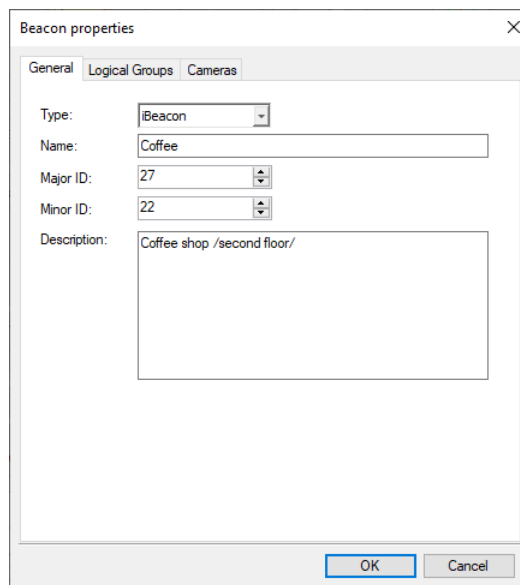 Beacon properties
General Logical Groups Cameras
Type: iBeacon
Name: Coffee
Major ID: 27
Minor ID: 22
Description: Coffee shop /second floor/
OK Cancel